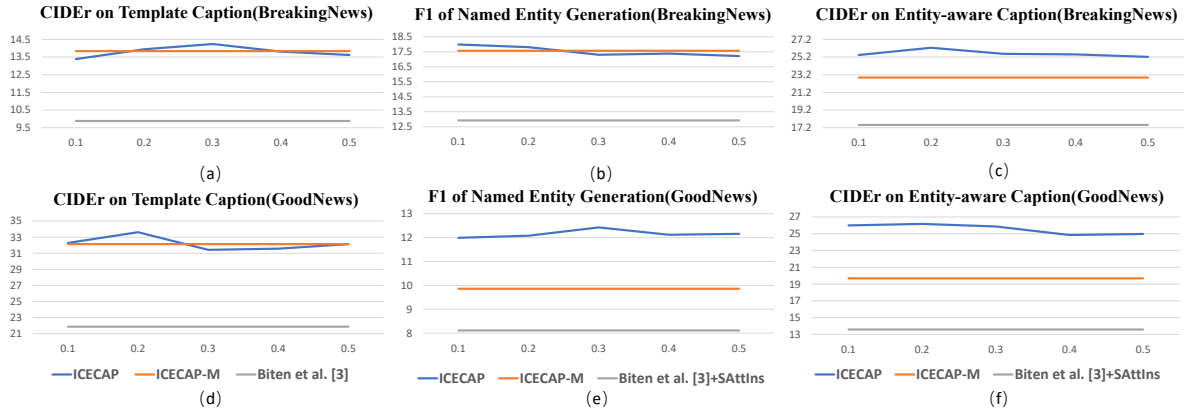 CIDEr on Template Caption(BreakingNews)
14.5
13.5
12.5
11.5
10.5
9.5
0.1 0.2 0.3 0.4 0.5
(a)
F1 of Named Entity Generation(BreakingNews)
18.5
17.5
16.5
15.5
14.5
13.5
12.5
0.1 0.2 0.3 0.4 0.5
(b)
CIDEr on Entity-aware Caption(BreakingNews)
27.2
25.2
23.2
21.2
19.2
17.2
0.1 0.2 0.3 0.4 0.5
(c)
CIDEr on Template Caption(GoodNews)
35
33
31
29
27
25
23
21
0.1 0.2 0.3 0.4 0.5
ICECAP ICECAP-M Biten et al. [3]
(d)
F1 of Named Entity Generation(GoodNews)
13
12
11
10
9
8
0.1 0.2 0.3 0.4 0.5
ICECAP ICECAP-M Biten et al. [3]+SAttIns
(e)
CIDEr on Entity-aware Caption(GoodNews)
27
25
23
21
19
17
15
13
0.1 0.2 0.3 0.4 0.5
ICECAP ICECAP-M Biten et al. [3]+SAttIns
(f)